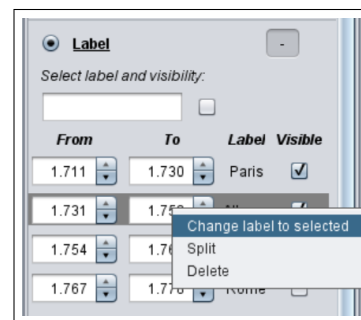 Label -
Select label and visibility:
From To Label Visible
1.711 1.730 Paris
1.731
Change label to selected
1.754 Split
Delete
1.767 Rome